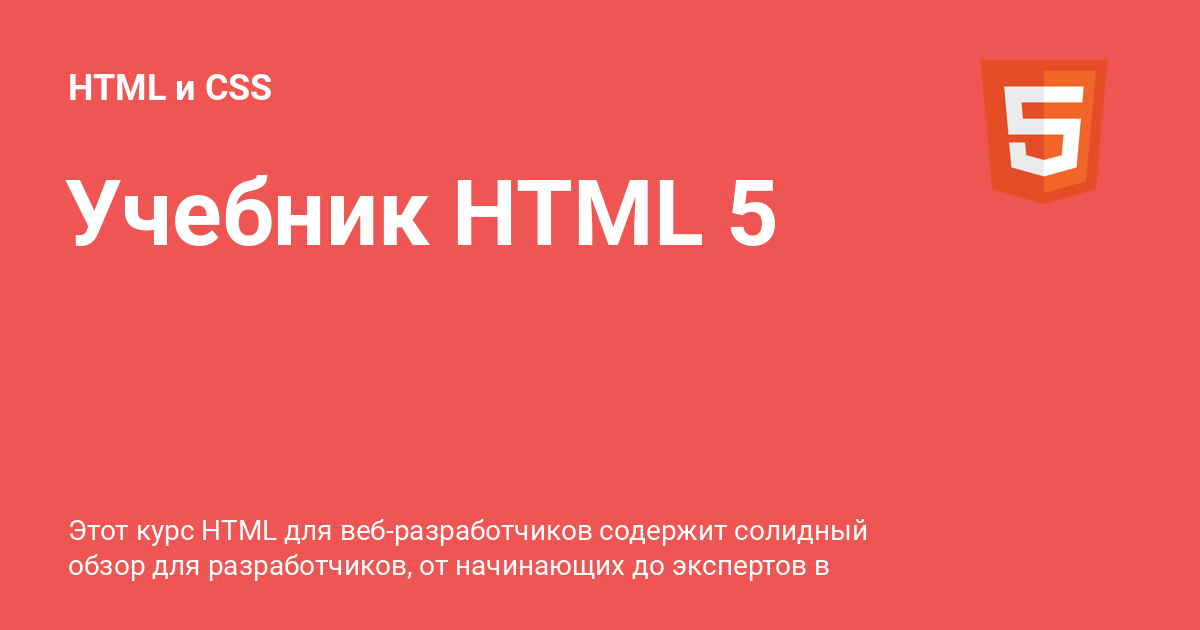 HTML и CSS
Учебник HTML 5
Этот курс HTML для веб-разработчиков содержит солидный
обзор для разработчиков, от начинающих до экспертов в